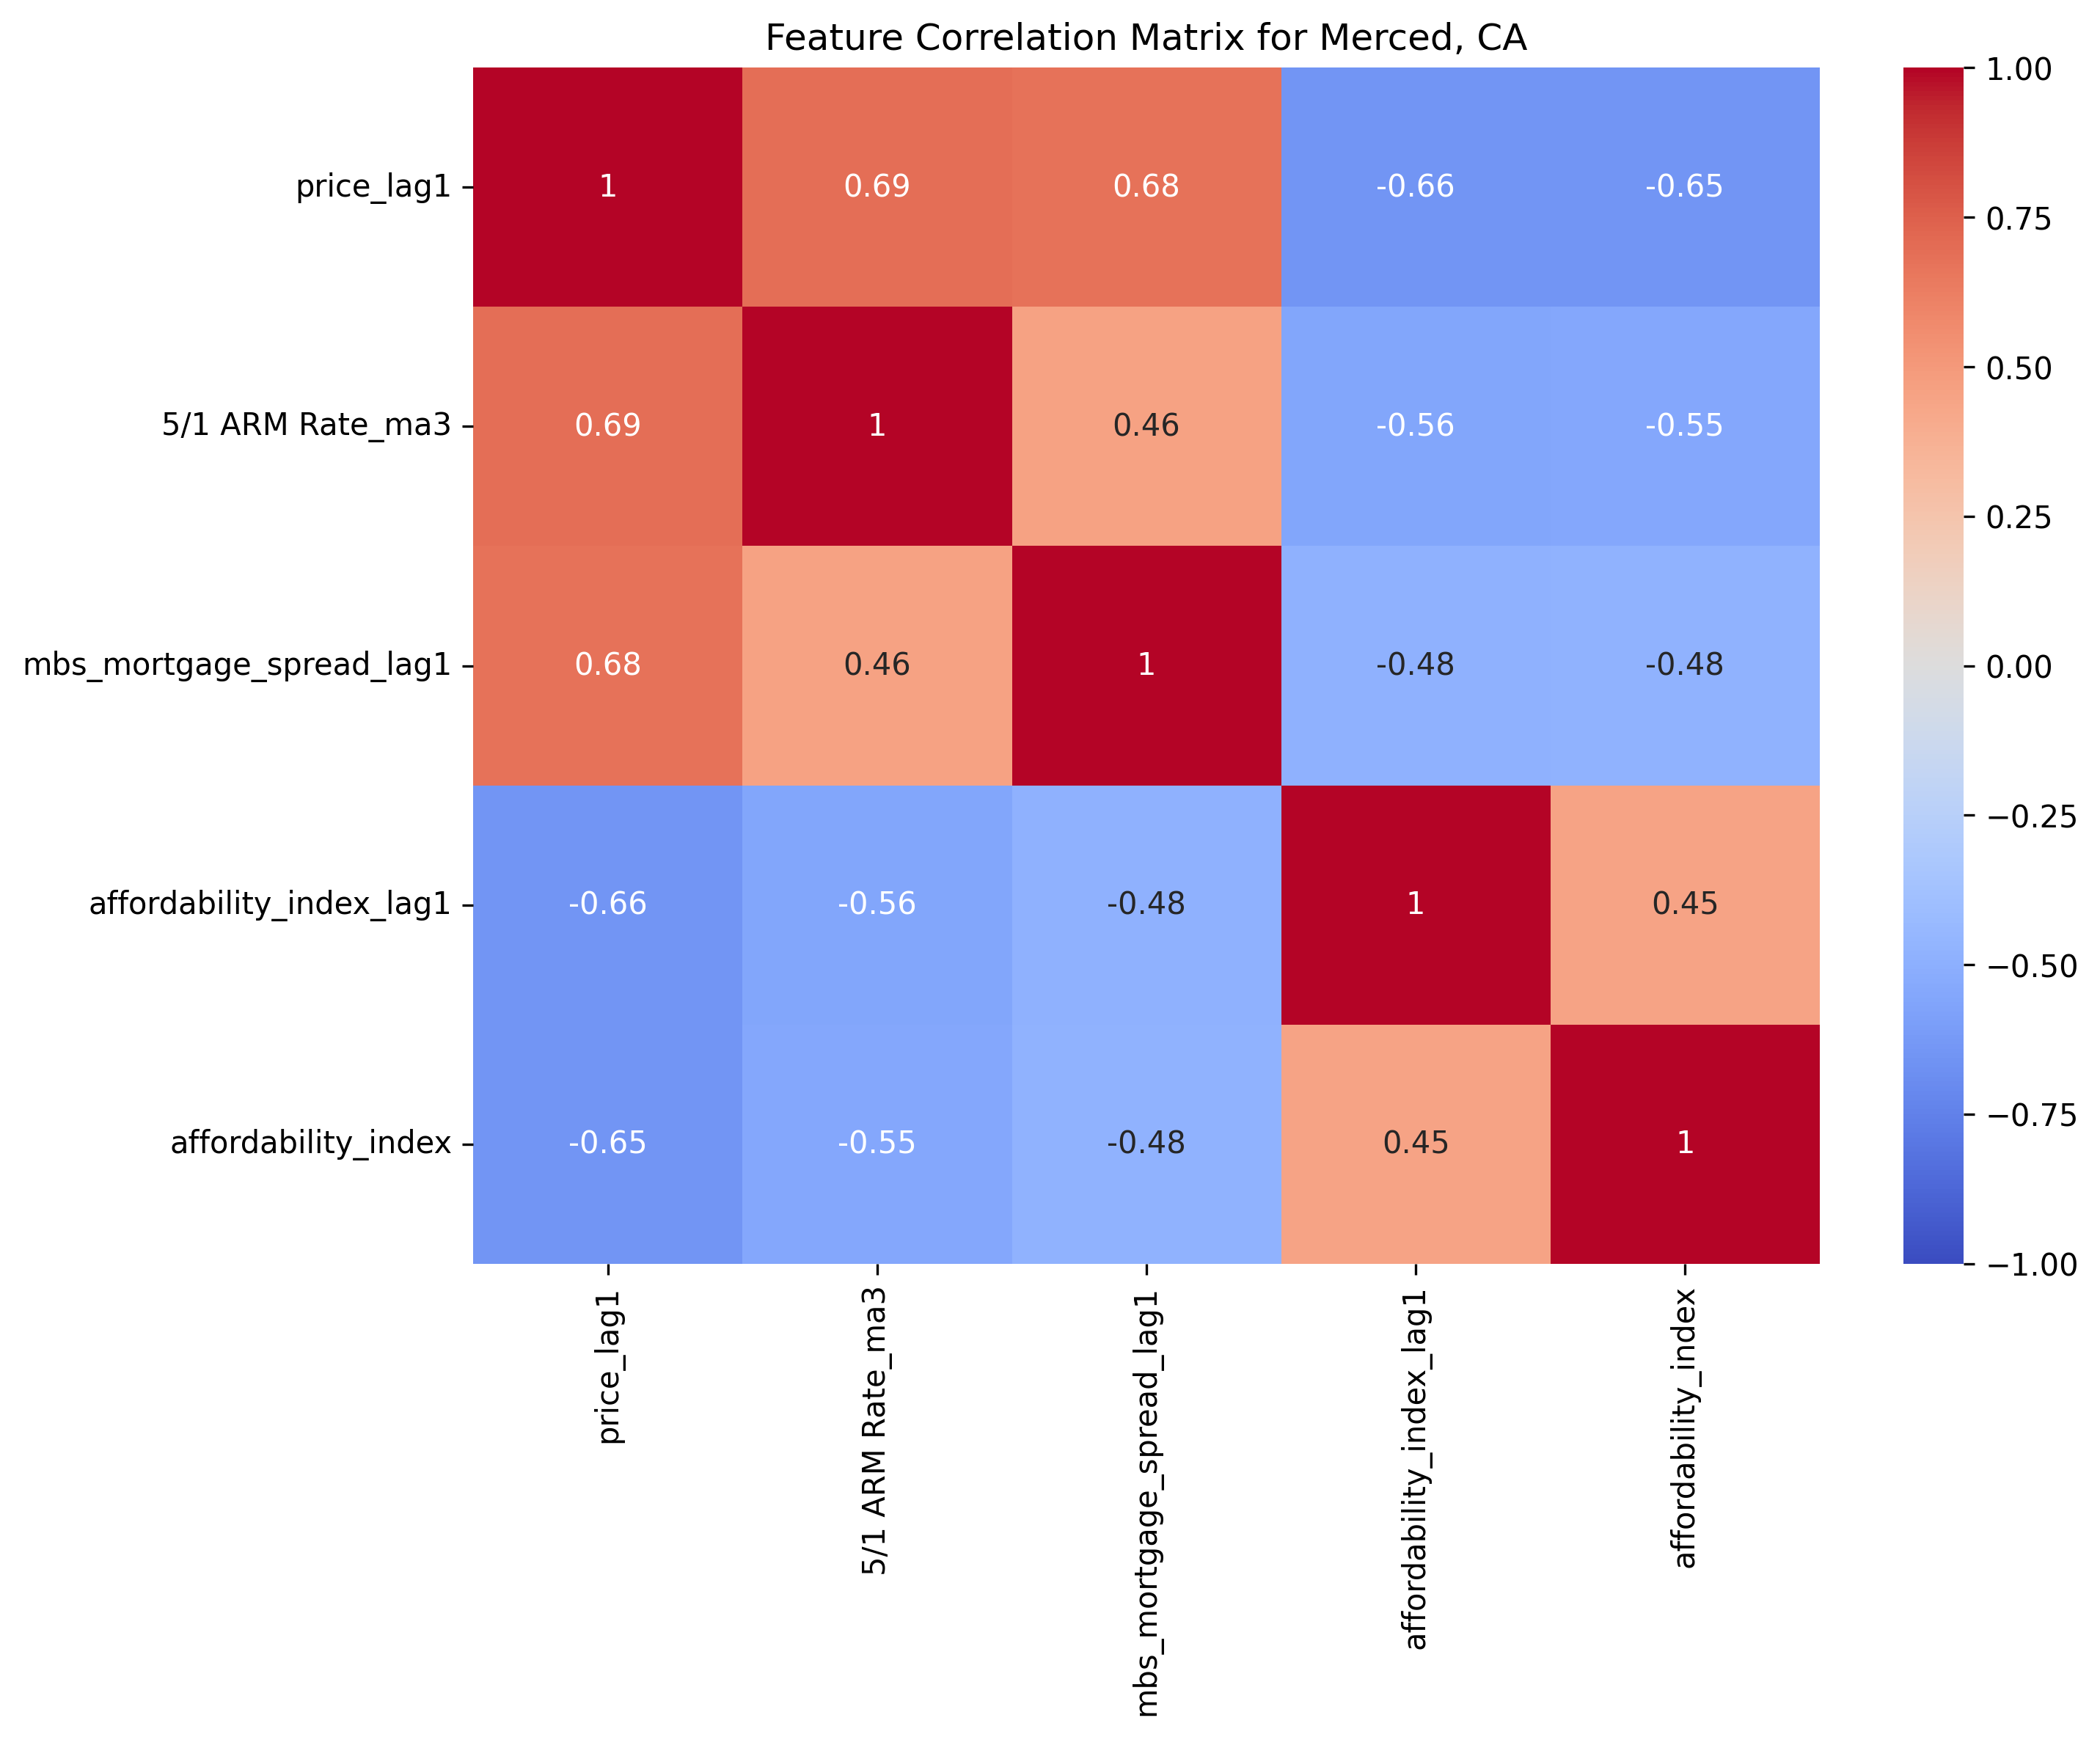 Feature Correlation Matrix for Merced, CA
price_lag1 1 0.69 0.68 -0.66 -0.65
5/1 ARM Rate_ma3 0.69 1 0.46 -0.56 -0.55
mbs_mortgage_spread_lag1 0.68 0.46 1 -0.48 -0.48
affordability_index_lag1 -0.66 -0.56 -0.48 1 0.45
affordability_index -0.65 -0.55 -0.48 0.45 1
price_lag1
5/1 ARM Rate_ma3
mbs_mortgage_spread_lag1
affordability_index_lag1
affordability_index
1.00
0.75
0.50
0.25
0.00
−0.25
−0.50
−0.75
−1.00